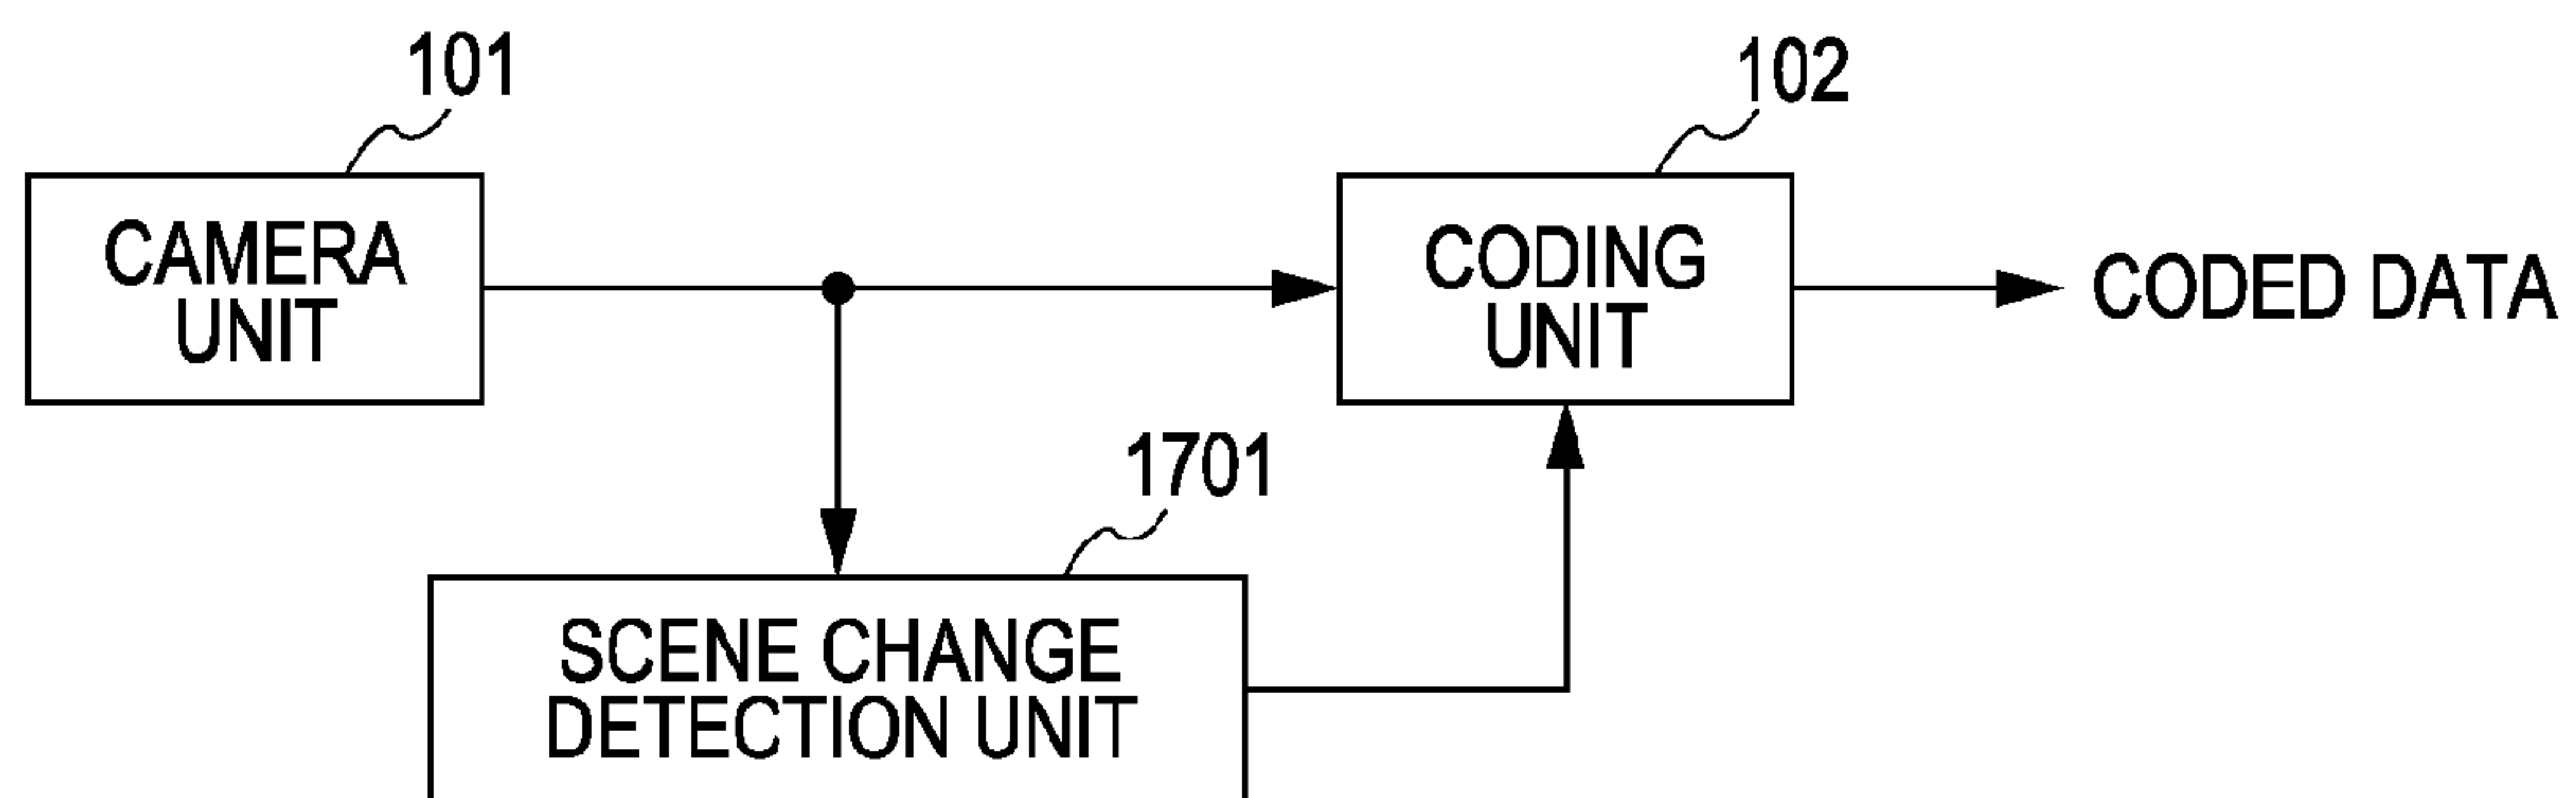 101
102
CAMERA
UNIT
CODING
UNIT
CODED DATA
1701
SCENE CHANGE
DETECTION UNIT